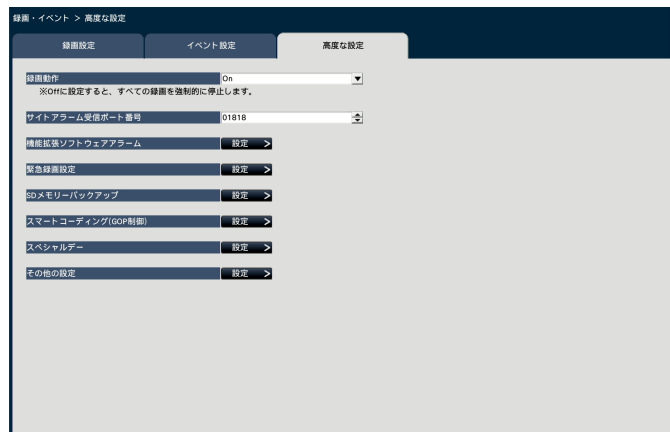 録画・イベント > 高度な設定
録画設定 イベント設定 高度な設定
録画動作 On
※Offに設定すると、すべての録画を強制的に停止します。
サイトアラーム受信ポート番号 01818
機能拡張ソフトウェアアラーム 設定 >
緊急録画設定 設定 >
SDメモリーバックアップ 設定 >
スマートコーディング(GOP制御) 設定 >
スペシャルデー 設定 >
その他の設定 設定 >